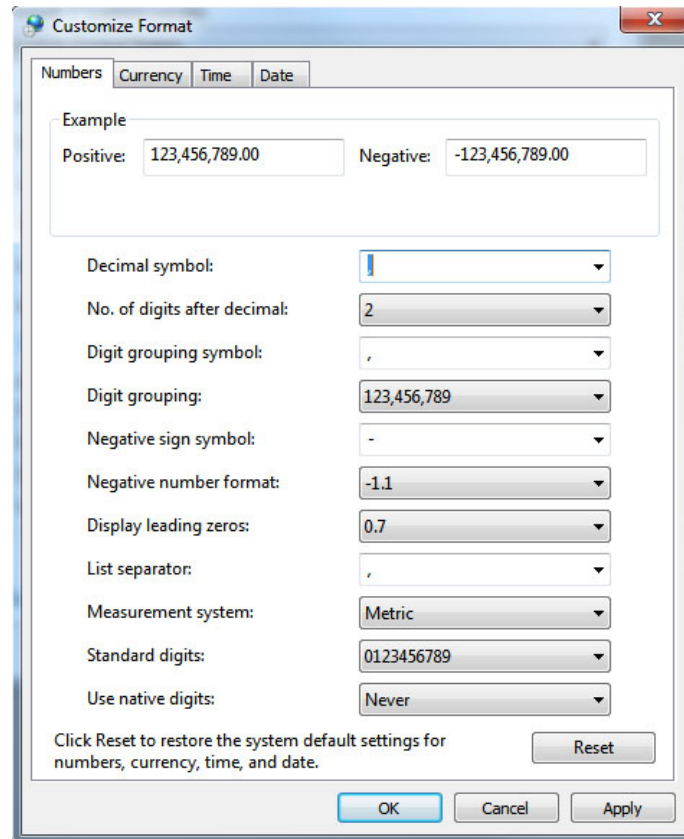 Customize Format
Numbers Currency Time Date
Example
Positive: 123,456,789.00 Negative: -123,456,789.00
Decimal symbol:
No. of digits after decimal: 2
Digit grouping symbol: ,
Digit grouping: 123,456,789
Negative sign symbol: -
Negative number format: -1.1
Display leading zeros: 0.7
List separator: ,
Measurement system: Metric
Standard digits: 0123456789
Use native digits: Never
Click Reset to restore the system default settings for
numbers, currency, time, and date.
Reset
OK Cancel Apply